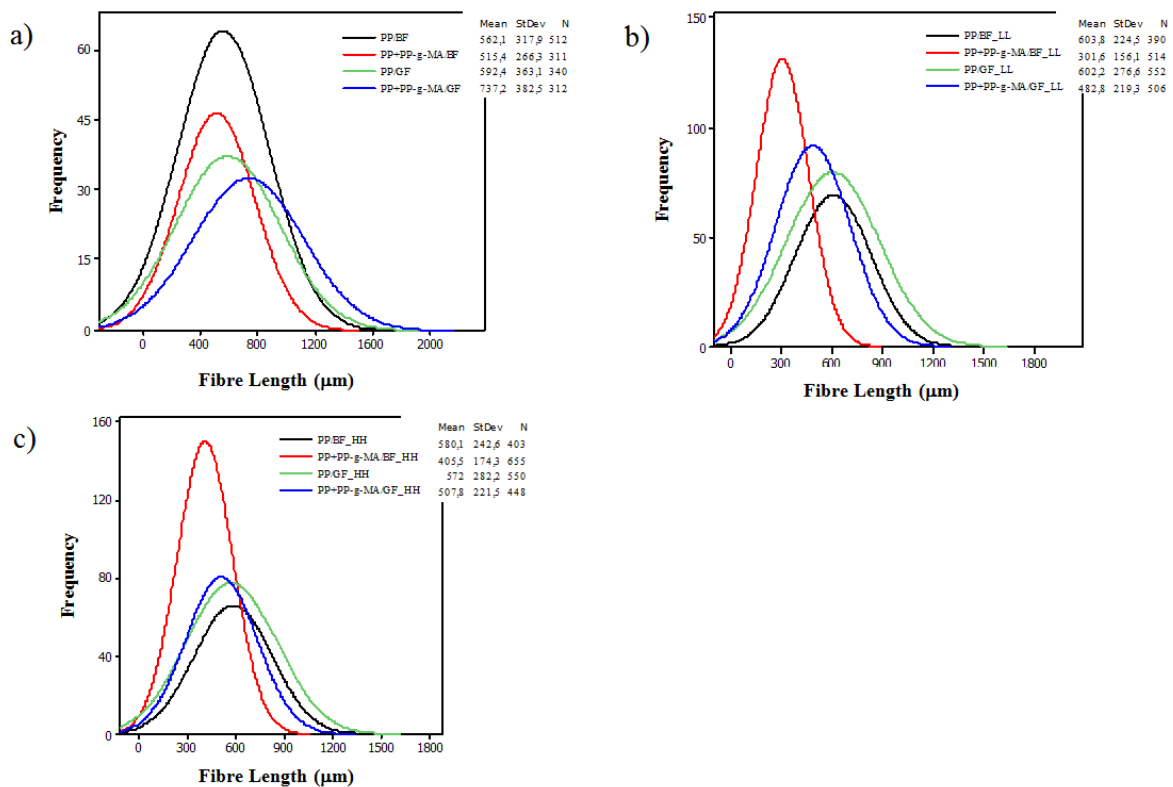 a)
Mean StDev N
PP/BF 562,1 317,9 512
PP+PP-g-MA/BF 515,4 266,3 311
PP/GF 592,4 363,1 340
PP+PP-g-MA/GF 737,2 382,5 312
60
45
30
15
0
Frequency
0 400 800 1200 1600 2000
Fibre Length (μm)
b)
Mean StDev N
PP/BF_LL 603,8 224,5 390
PP+PP-g-MA/BF_LL 301,6 156,1 514
PP/GF_LL 602,2 276,6 552
PP+PP-g-MA/GF_LL 482,8 219,3 506
150
100
50
0
Frequency
0 300 600 900 1200 1500 1800
Fibre Length (μm)
c)
Mean StDev N
PP/BF_HH 580,1 242,6 403
PP+PP-g-MA/BF_HH 405,5 174,3 655
PP/GF_HH 572 282,2 550
PP+PP-g-MA/GF_HH 507,8 221,5 448
160
120
80
40
0
Frequency
0 300 600 900 1200 1500 1800
Fibre Length (μm)